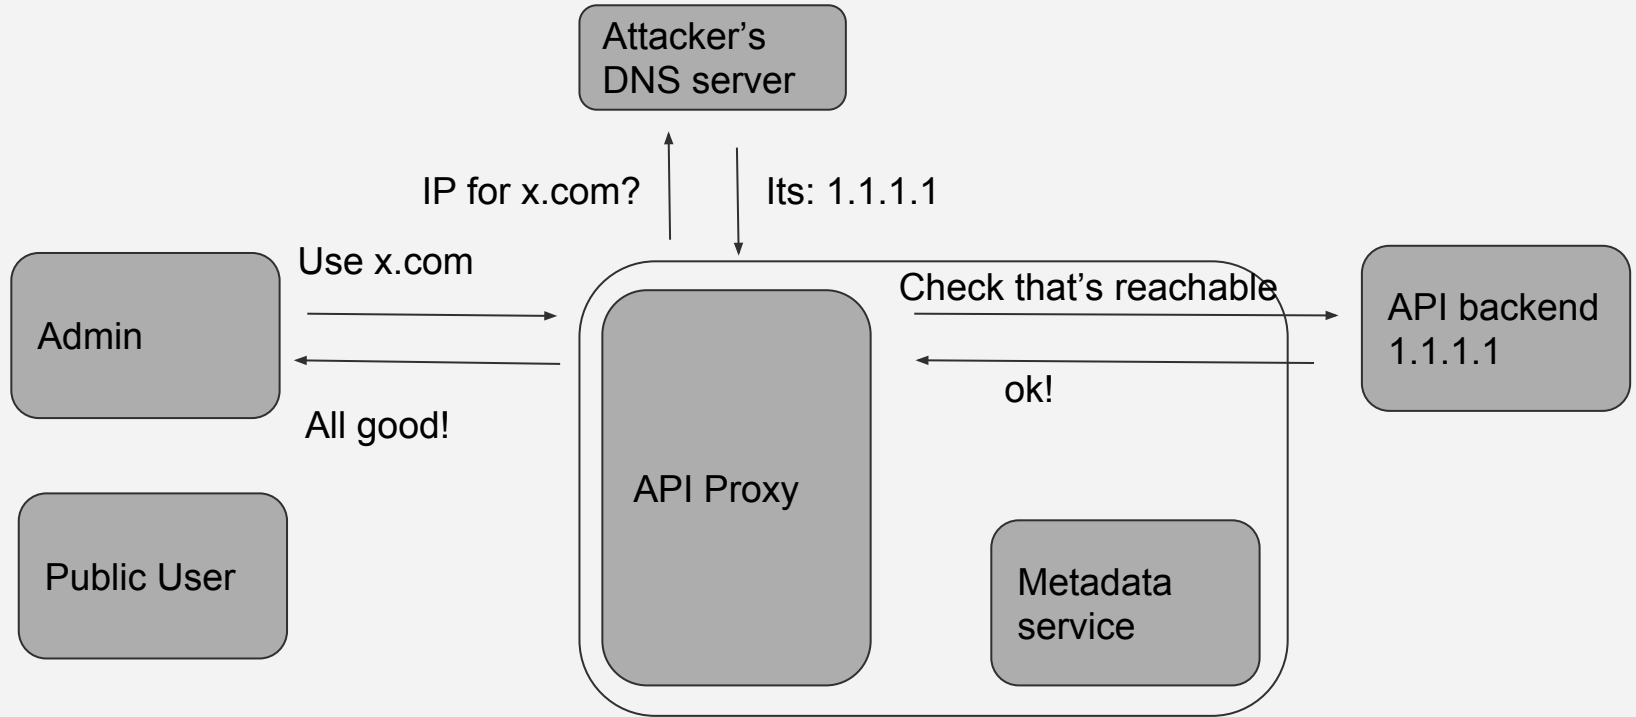 Attacker’s
DNS server
IP for x.com?
Its: 1.1.1.1
Use x.com
Check that’s reachable
Admin
API backend
1.1.1.1
ok!
All good!
API Proxy
Public User
Metadata
service